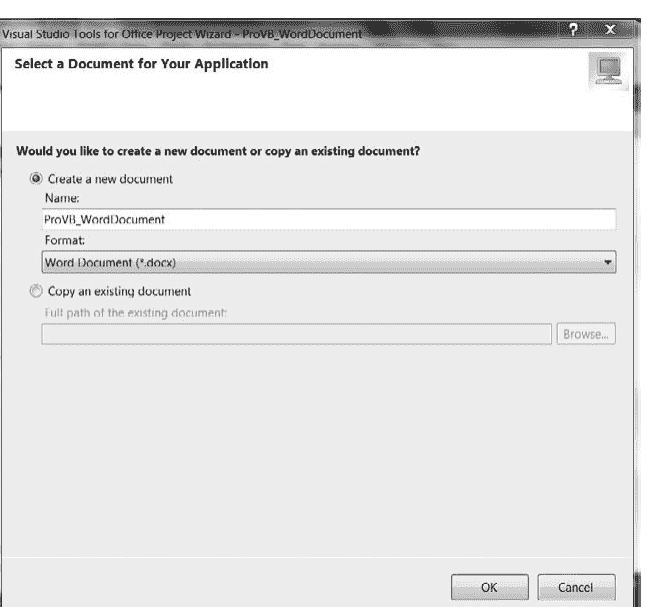 Visual Studio Tools for Office Project Wizard - ProVB_WordDocument
Select a Document for Your Application
Would you like to create a new document or copy an existing document?
Create a new document
Name:
ProVB_WordDocument
Format:
Word Document (*.docx)
Copy an existing document
Full path of the existing document:
Browse...
OK Cancel